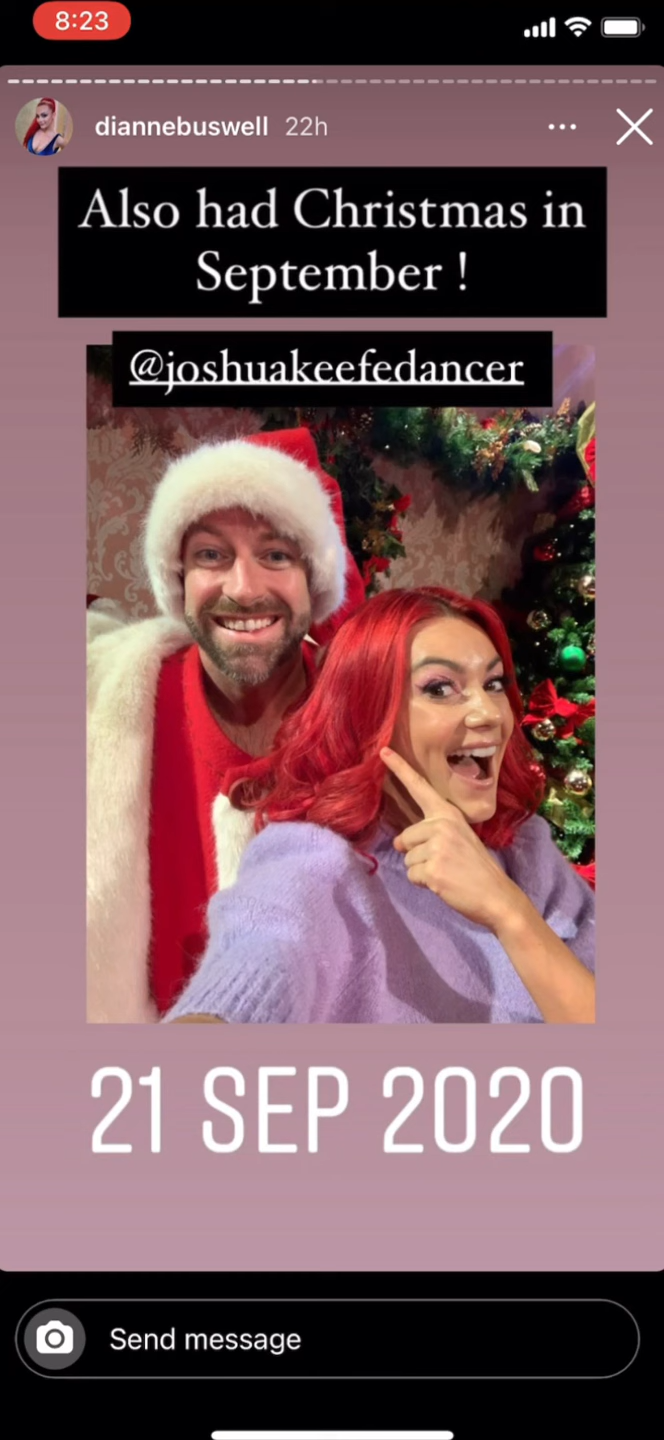 8:23
diannebuswell 22h
Also had Christmas in
September !
@joshuakeefedancer
21 SEP 2020
Send message